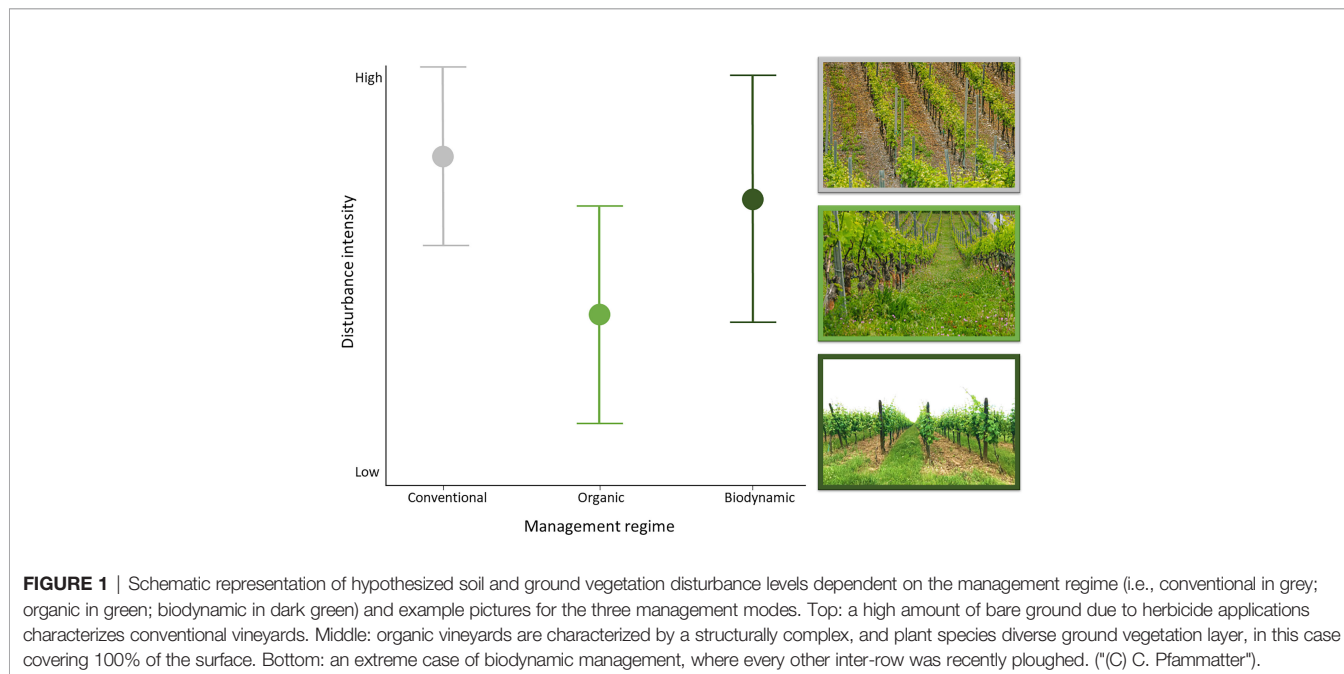 High
Disturbance intensity
Low
Conventional
Organic
Biodynamic
Management regime
FIGURE 1 | Schematic representation of hypothesized soil and ground vegetation disturbance levels dependent on the management regime (i.e., conventional in grey;
organic in green; biodynamic in dark green) and example pictures for the three management modes. Top: a high amount of bare ground due to herbicide applications
characterizes conventional vineyards. Middle: organic vineyards are characterized by a structurally complex, and plant species diverse ground vegetation layer, in this case
covering 100% of the surface. Bottom: an extreme case of biodynamic management, where every other inter-row was recently ploughed. ("(C) C. Pfammatter").